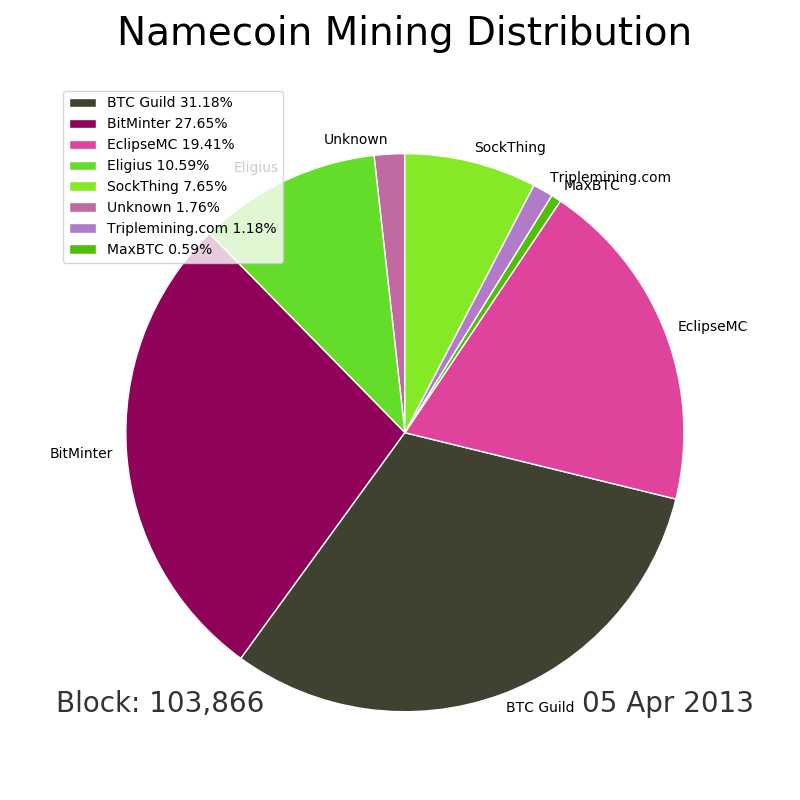 Namecoin Mining Distribution
BTC Guild 31.18%
BitMinter 27.65%
EclipseMC 19.41%
Eligius 10.59%
SockThing 7.65%
Unknown 1.76%
Triplemining.com 1.18%
MaxBTC 0.59%
Eligius
Unknown
SockThing
Triplemining.com
MaxBTC
EclipseMC
BitMinter
BTC Guild
Block: 103,866
05 Apr 2013